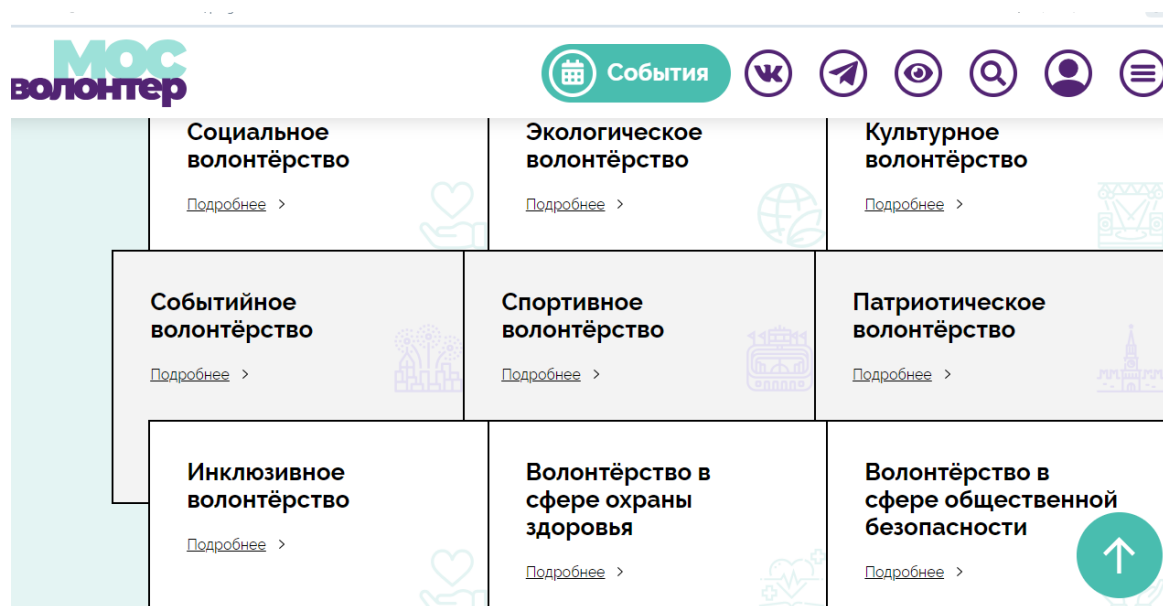 МОС
волонтер
События
Социальное
волонтёрство
Подробнее
Экологическое
волонтёрство
Подробнее
Культурное
волонтёрство
Подробнее
Событийное
волонтёрство
Подробнее
Спортивное
волонтёрство
Подробнее
Патриотическое
волонтёрство
Подробнее
Инклюзивное
волонтёрство
Подробнее
Волонтёрство в
сфере охраны
здоровья
Подробнее
Волонтёрство в
сфере общественной
безопасности
Подробнее